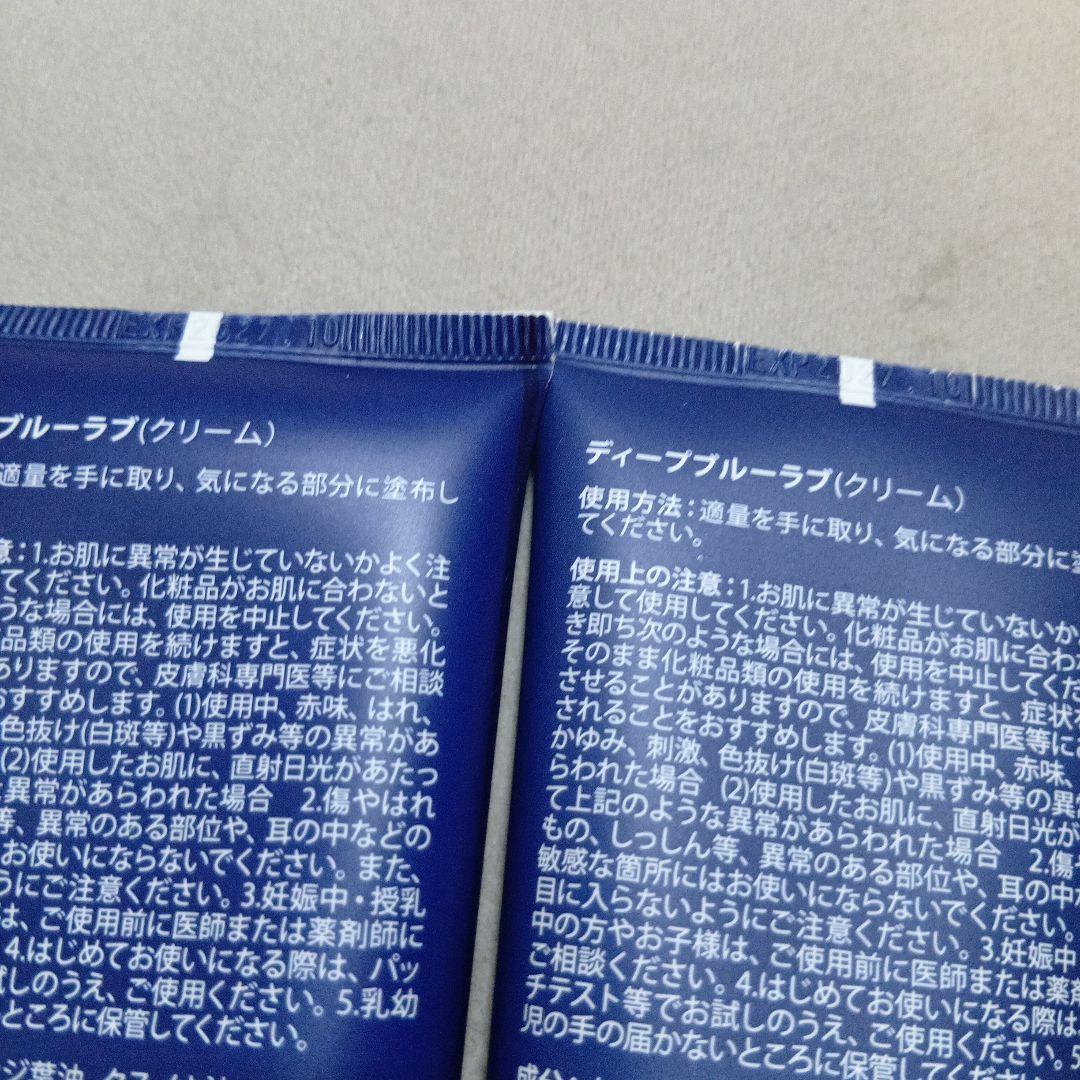 EXP2027.10
ブルーラブ(クリーム)
適量を手に取り、気になる部分に塗布し
意:1.お肌に異常が生じていないかよく注
てください。化粧品がお肌に合わないと
うな場合には、使用を中止してください。
品類の使用を続けますと、症状を悪化
ありますので、皮膚科専門医等にご相談
おすすめします。(1)使用中、赤味、はれ、
色抜け(白斑等)や黒ずみ等の異常があ
(2)使用したお肌に、直射日光があたっ
異常があらわれた場合 2.傷やはれ
等、異常のある部位や、耳の中などの
お使いにならないでください。また、
うにご注意ください。3.妊娠中・授乳
は、ご使用前に医師または薬剤師に
4.はじめてお使いになる際は、パッ
試しのうえ、ご使用ください。5.乳幼
ところに保管してください。
EXP2027.10
ディープブルーラブ(クリーム)
使用方法:適量を手に取り、気になる部分に塗
てください。
使用上の注意:1.お肌に異常が生じていないか
意して使用してください。化粧品がお肌に合わな
き即ち次のような場合には、使用を中止してくだ
そのまま化粧品類の使用を続けますと、症状
させることがありますので、皮膚科専門医等に
されることをおすすめします。(1)使用中、赤味、
かゆみ、刺激、色抜け(白斑等)や黒ずみ等の異
らわれた場合 (2)使用したお肌に、直射日光が
て上記のような異常があらわれた場合 2.傷
もの、しっしん等、異常のある部位や、耳の中な
敏感な箇所にはお使いにならないでください。
目に入らないようにご注意ください。3.妊娠中
中の方やお子様は、ご使用前に医師または薬剤
ご相談ください。4.はじめてお使いになる際は
チテスト等でお試しのうえ、ご使用ください。5
児の手の届かないところに保管してください